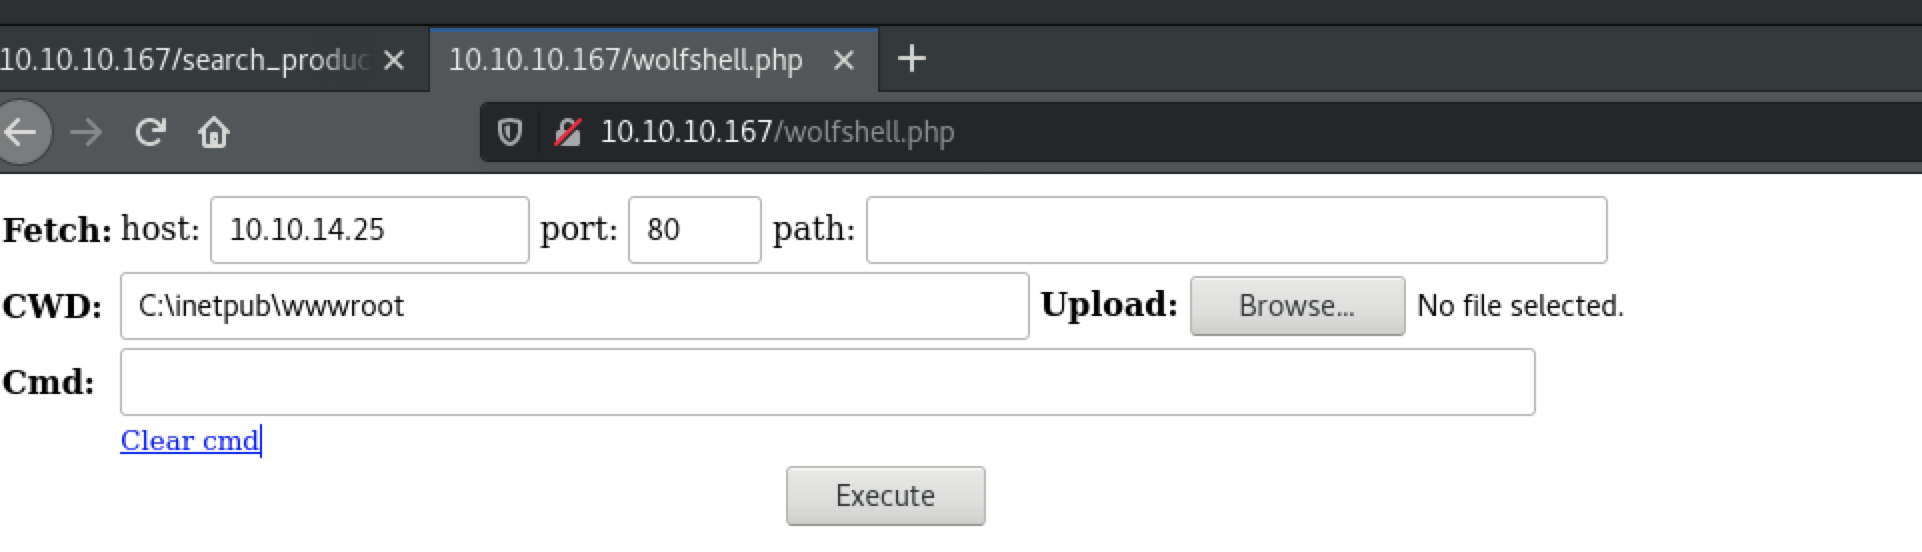 10.10.10.167/search_produc 10.10.10.167/wolfshell.php
10.10.10.167/wolfshell.php
Fetch: host: 10.10.14.25 port: 80 path:
CWD: C:\inetpub\wwwroot Upload: Browse... No file selected.
Cmd:
Clear cmd
Execute